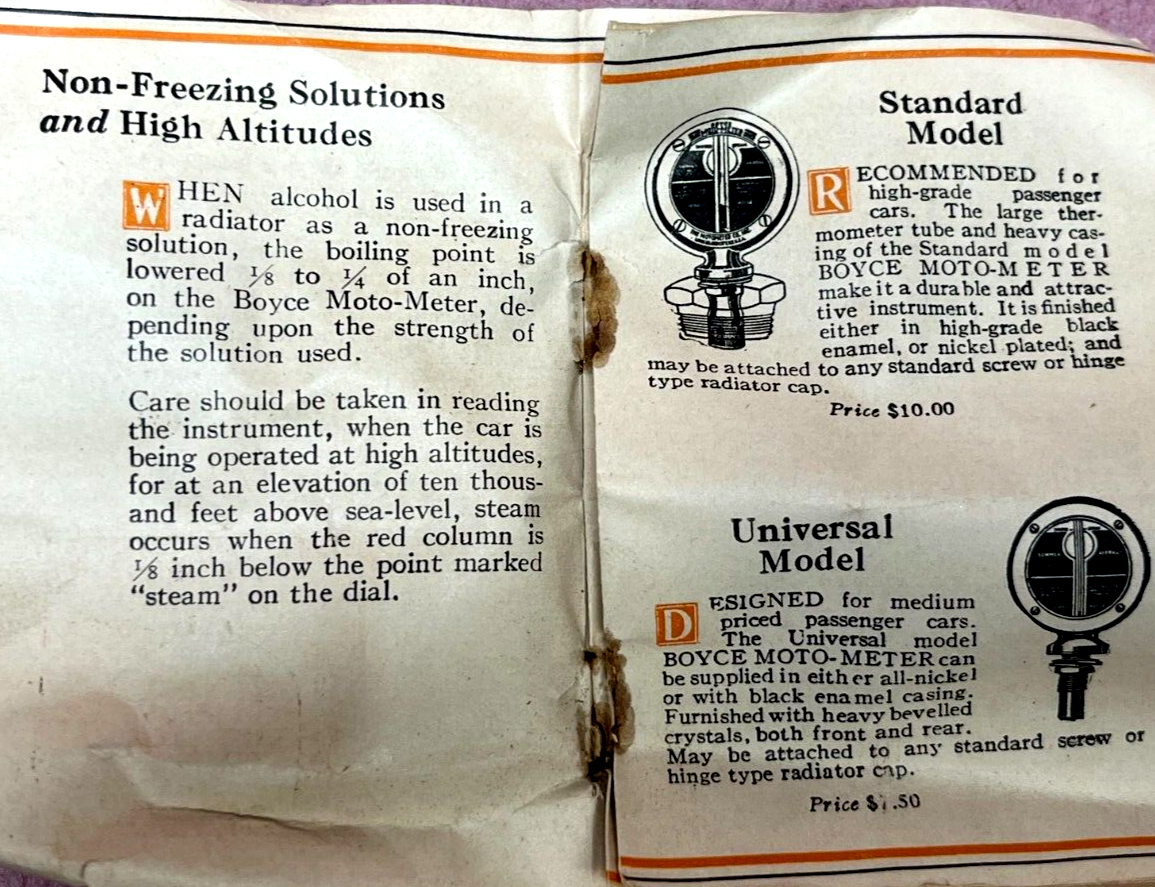 Non-Freezing Solutions
and High Altitudes
WHEN alcohol is used in a
radiator as a non-freezing
solution, the boiling point is
lowered ⅛ to ¼ of an inch,
on the Boyce Moto-Meter, de-
pending upon the strength of
the solution used.
Care should be taken in reading
the instrument, when the car is
being operated at high altitudes,
for at an elevation of ten thous-
and feet above sea-level, steam
occurs when the red column is
⅛ inch below the point marked
"steam" on the dial.
Standard
Model
RECOMMENDED for
high-grade passenger
cars. The large ther-
mometer tube and heavy cas-
ing of the Standard model
BOYCE MOTO-METER
make it a durable and attrac-
tive instrument. It is finished
either in high-grade black
enamel, or nickel plated; and
may be attached to any standard screw or hinge
type radiator cap.
Price $10.00
Universal
Model
DESIGNED for medium
priced passenger cars.
The Universal model
BOYCE MOTO-METER can
be supplied in either all-nickel
or with black enamel casing.
Furnished with heavy bevelled
crystals, both front and rear.
May be attached to any standard screw or
hinge type radiator cap.
Price